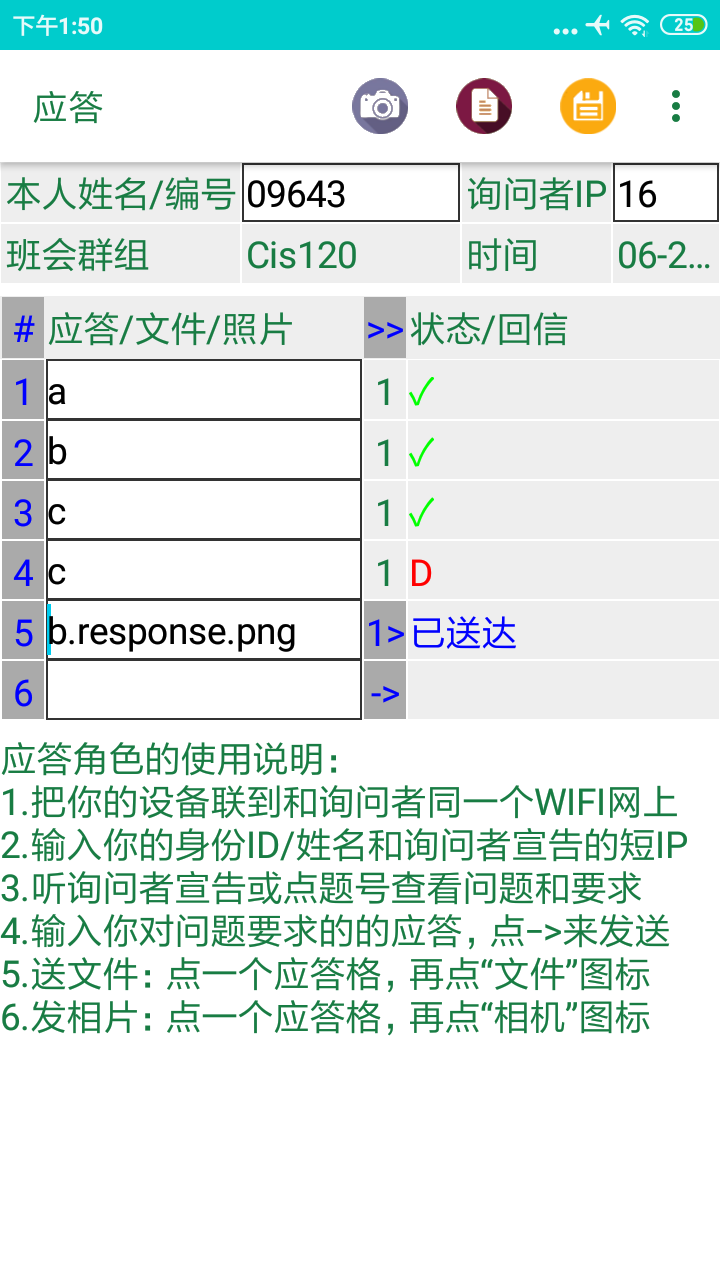 下午1:50 ... 25
应答
本人姓名/编号 09643 询问者IP 16
班会群组 Cis120 时间 06-2...
# 应答/文件/照片 >> 状态/回信
1 a 1 ✓
2 b 1 ✓
3 c 1 ✓
4 c 1 D
5 b.response.png 1> 已送达
6 ->
应答角色的使用说明：
1.把你的设备联到和询问者同一个WIFI网上
2.输入你的身份ID/姓名和询问者宣告的短IP
3.听询问者宣告或点题号查看问题和要求
4.输入你对问题要求的的应答, 点->来发送
5.送文件：点一个应答格, 再点“文件”图标
6.发相片：点一个应答格, 再点“相机”图标